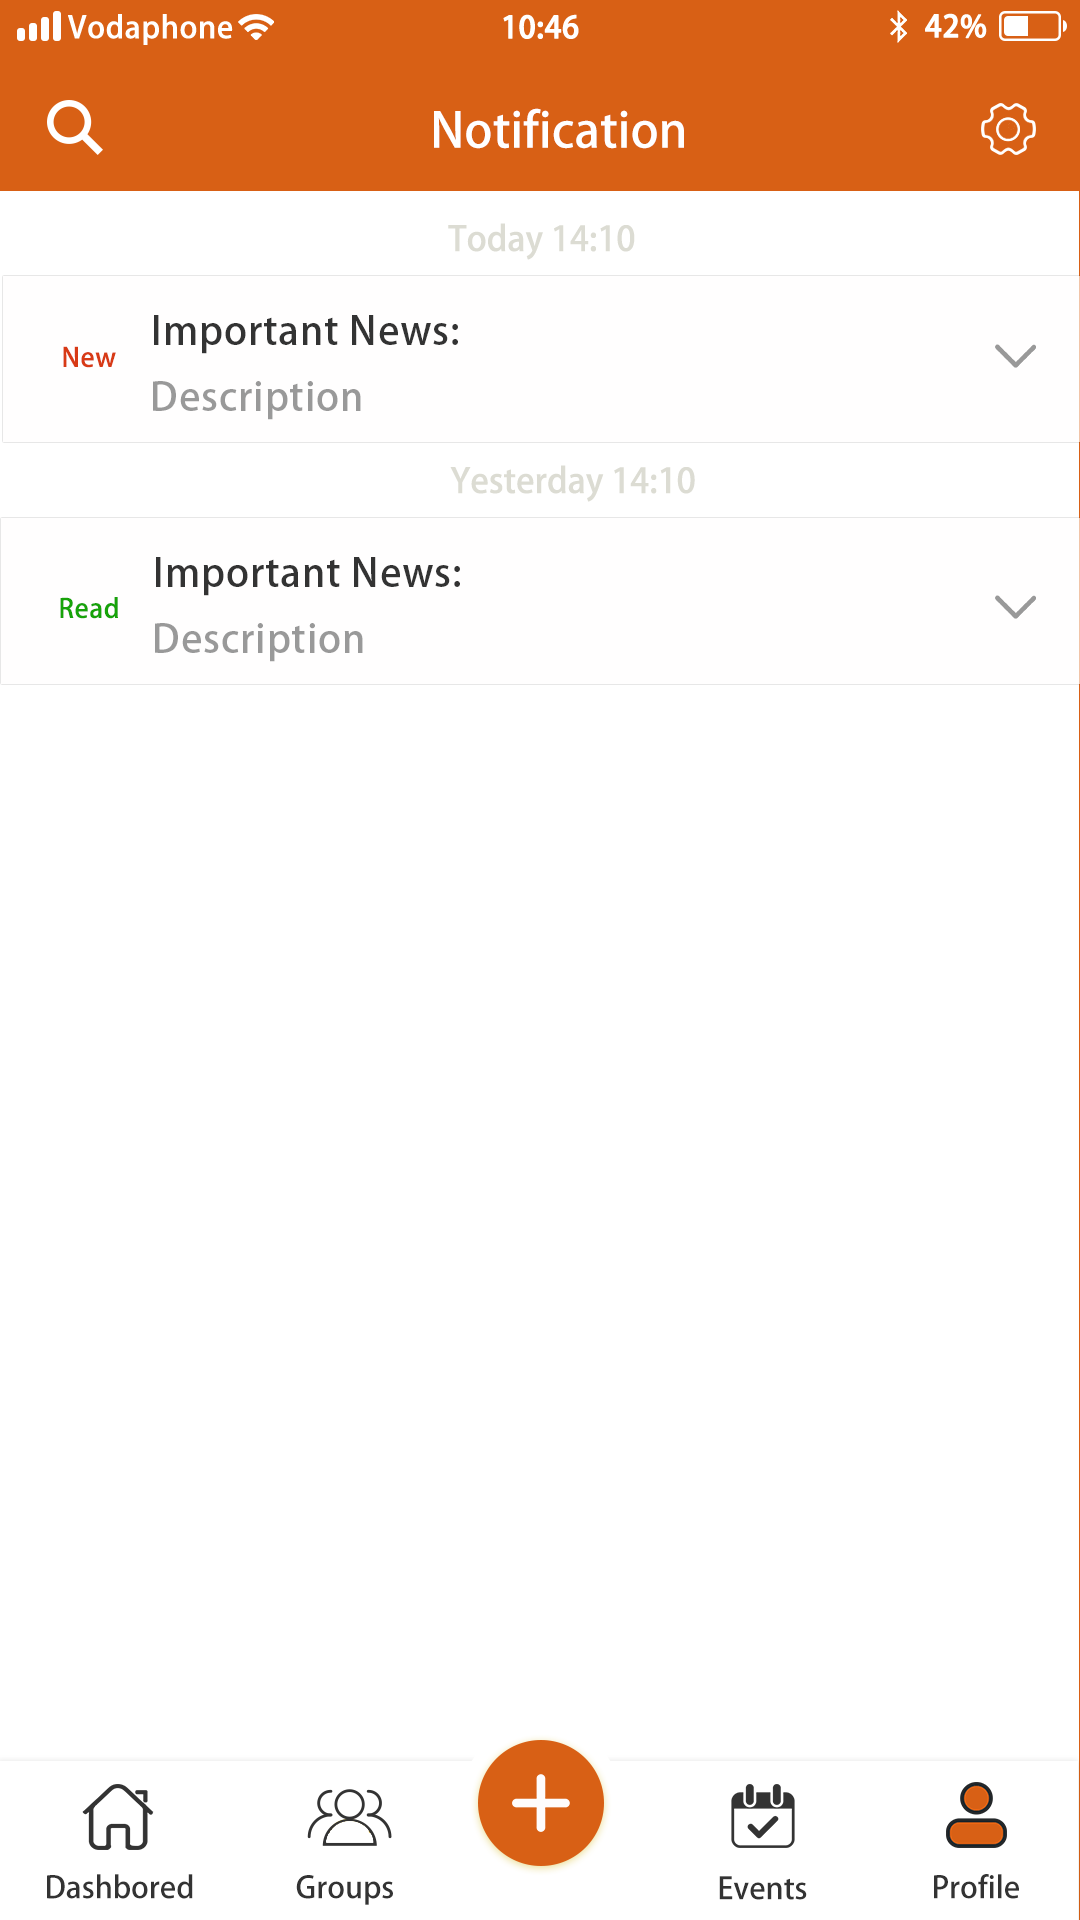 Vodaphone 10:46 42%
Notification
Today 14:10
Important News:
New
Description
Yesterday 14:10
Important News:
Read
Description
Dashbored Groups Events Profile